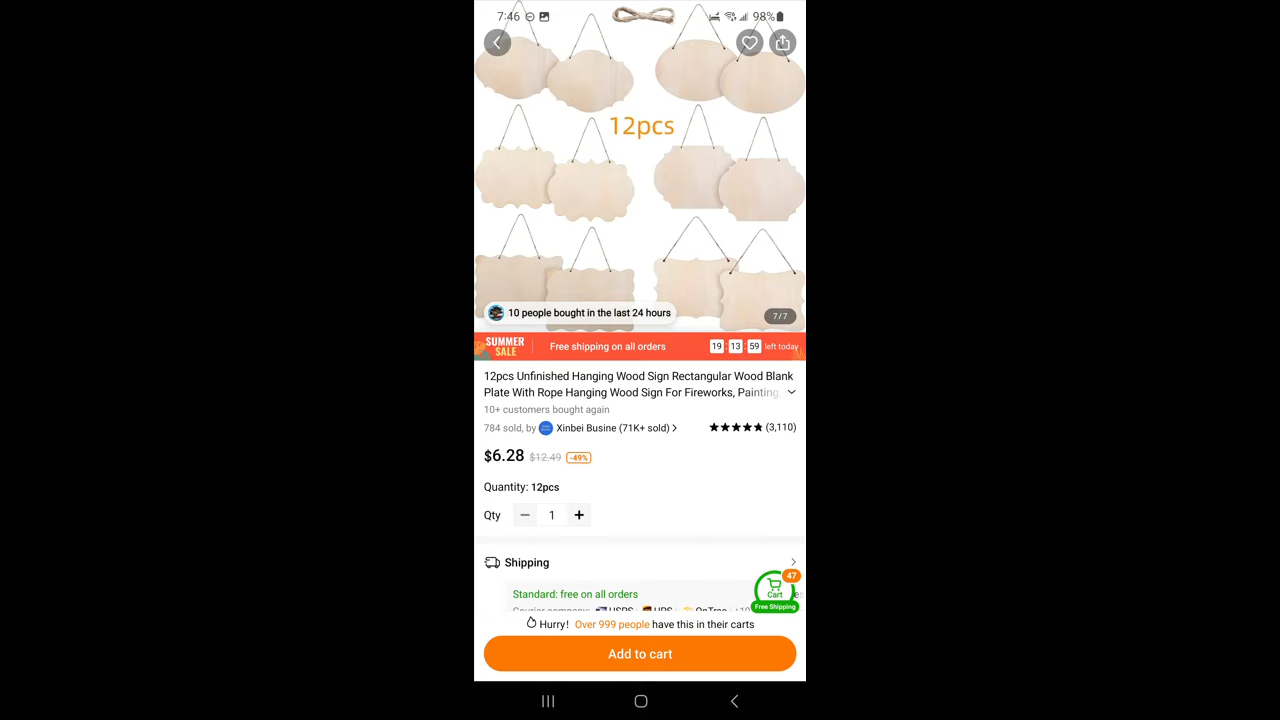 7:46 98%
12pcs
10 people bought in the last 24 hours
7/7
SUMMER SALE Free shipping on all orders 19 : 13 : 59 left today
12pcs Unfinished Hanging Wood Sign Rectangular Wood Blank
Plate With Rope Hanging Wood Sign For Fireworks, Painting,
10+ customers bought again
784 sold, by Xinbei Busine (71K+ sold) (3,110)
$6.28 $12.49 -49%
Quantity: 12pcs
Qty − 1 +
Shipping
47
Cart
Free Shipping
Standard: free on all orders
Courier company: USPS UPS OnTrac
Hurry! Over 999 people have this in their carts
Add to cart